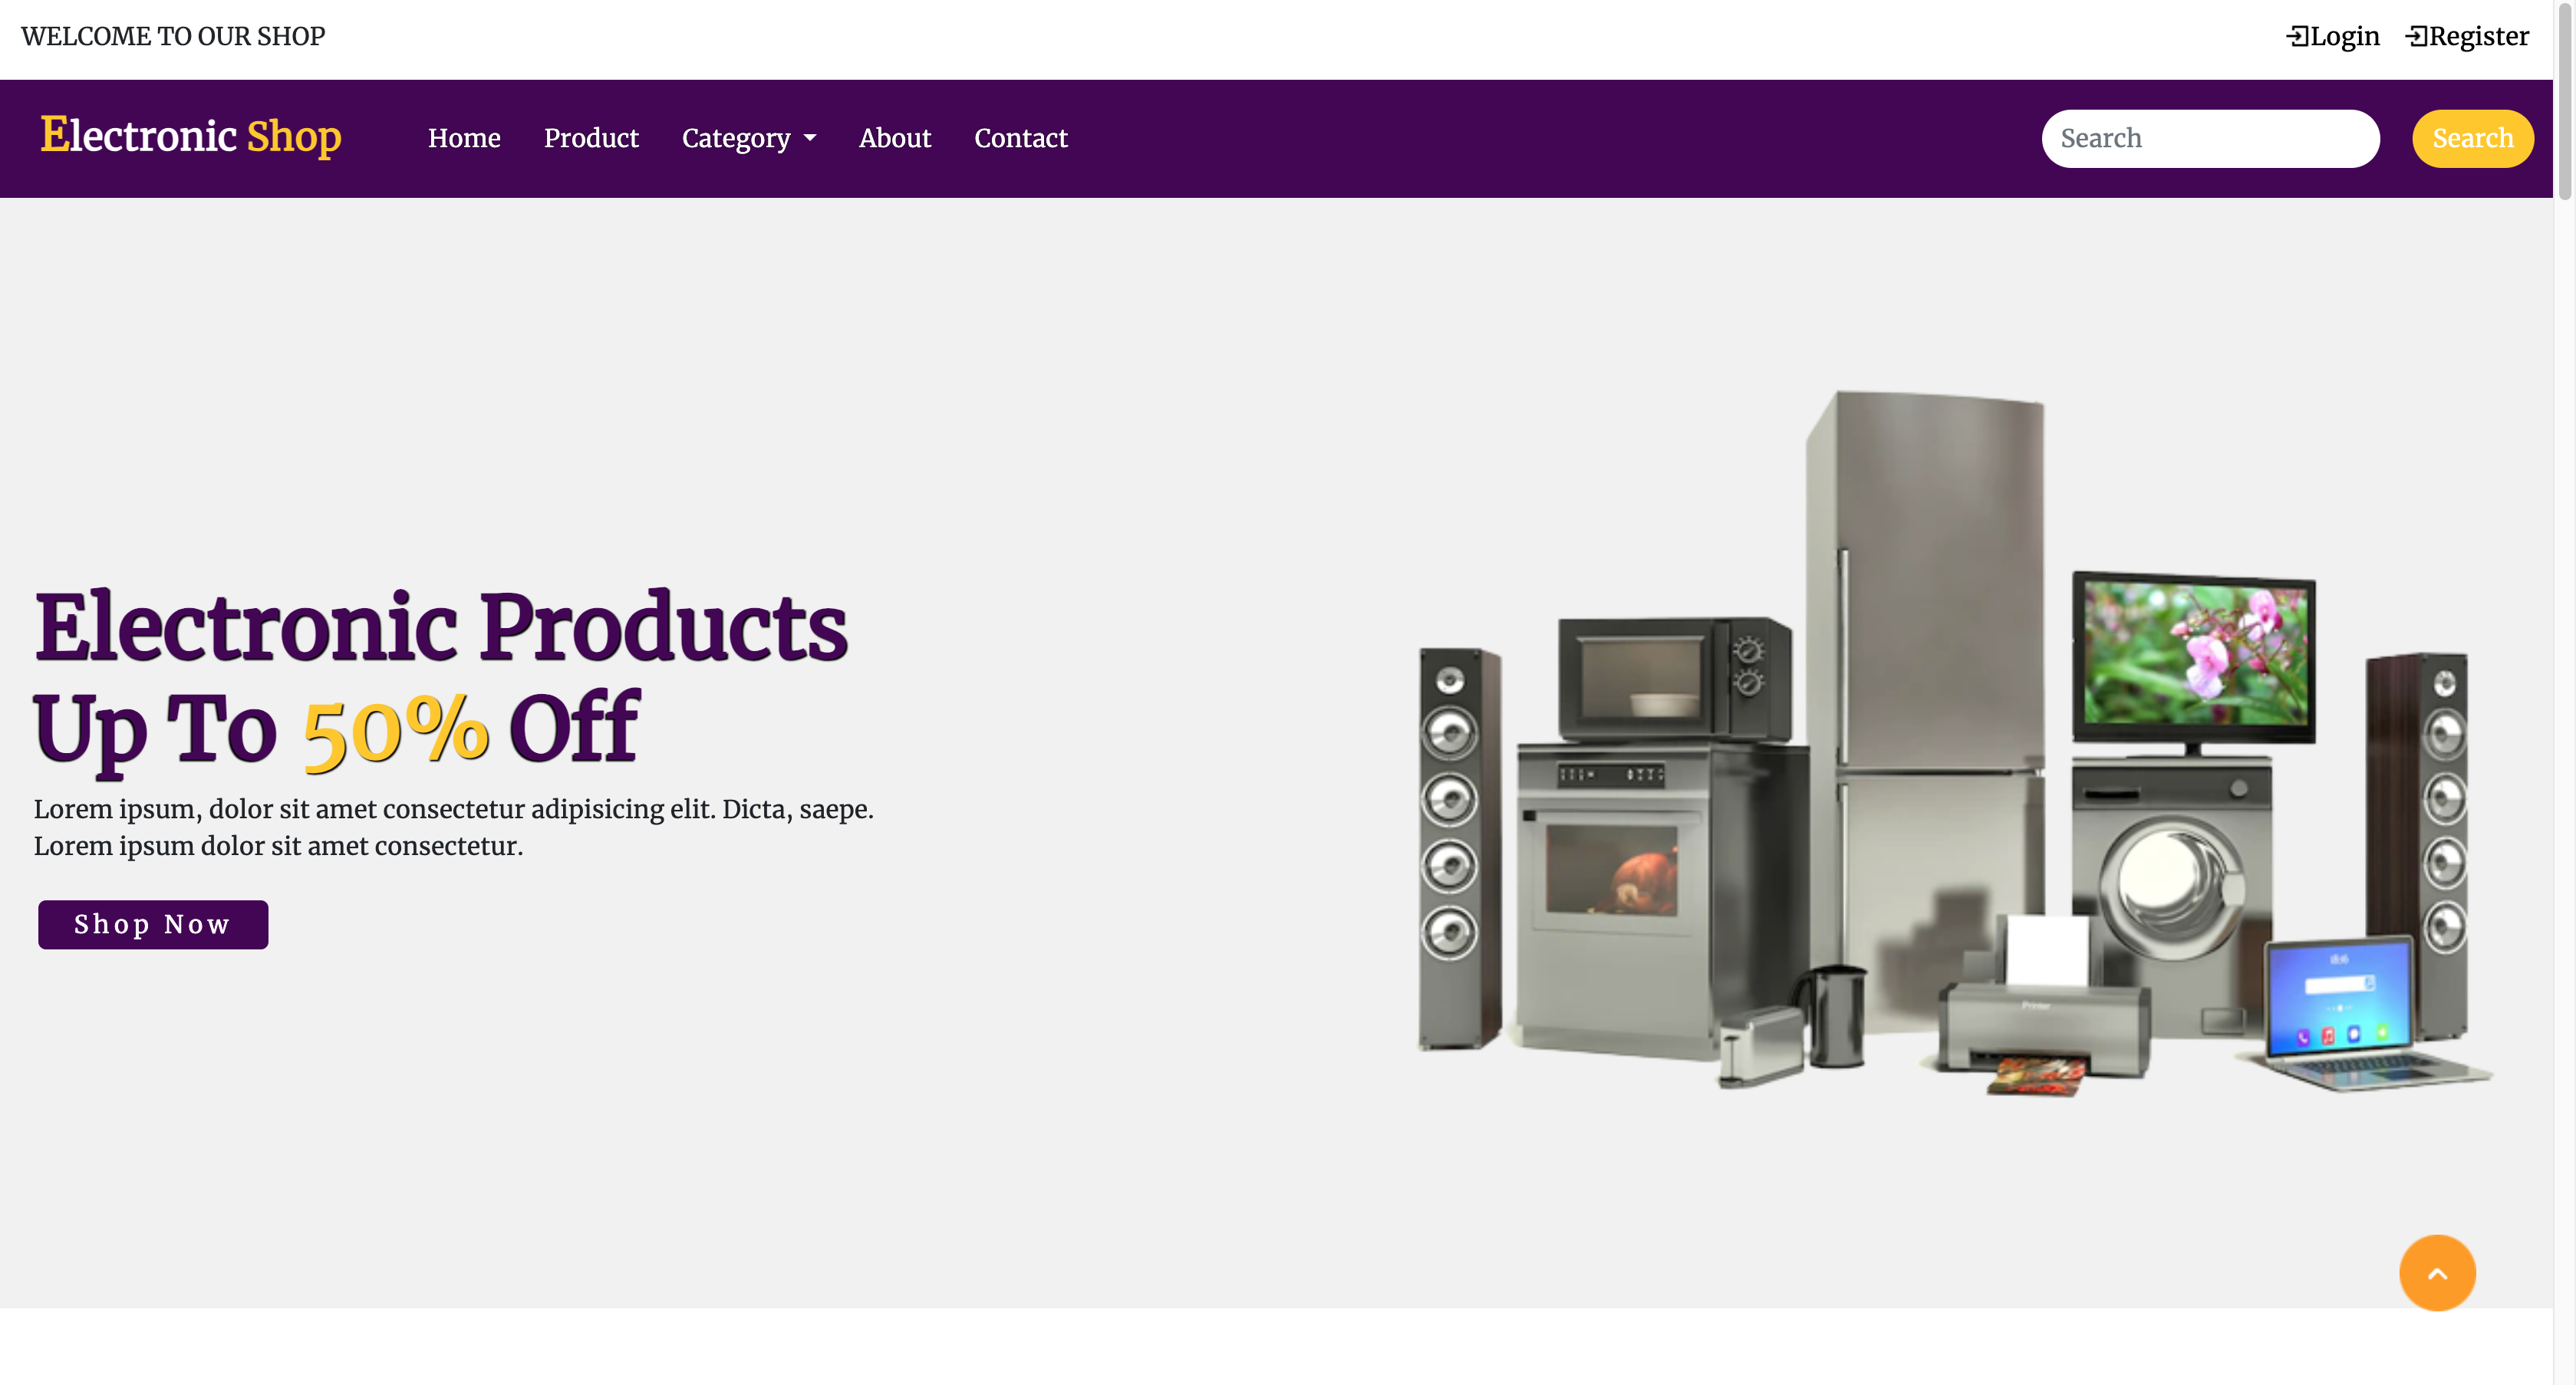 WELCOME TO OUR SHOP
Login Register
Electronic Shop
Home Product Category About Contact
Search
Search
Electronic Products
Up To 50% Off
Lorem ipsum, dolor sit amet consectetur adipisicing elit. Dicta, saepe.
Lorem ipsum dolor sit amet consectetur.
Shop Now
Printer